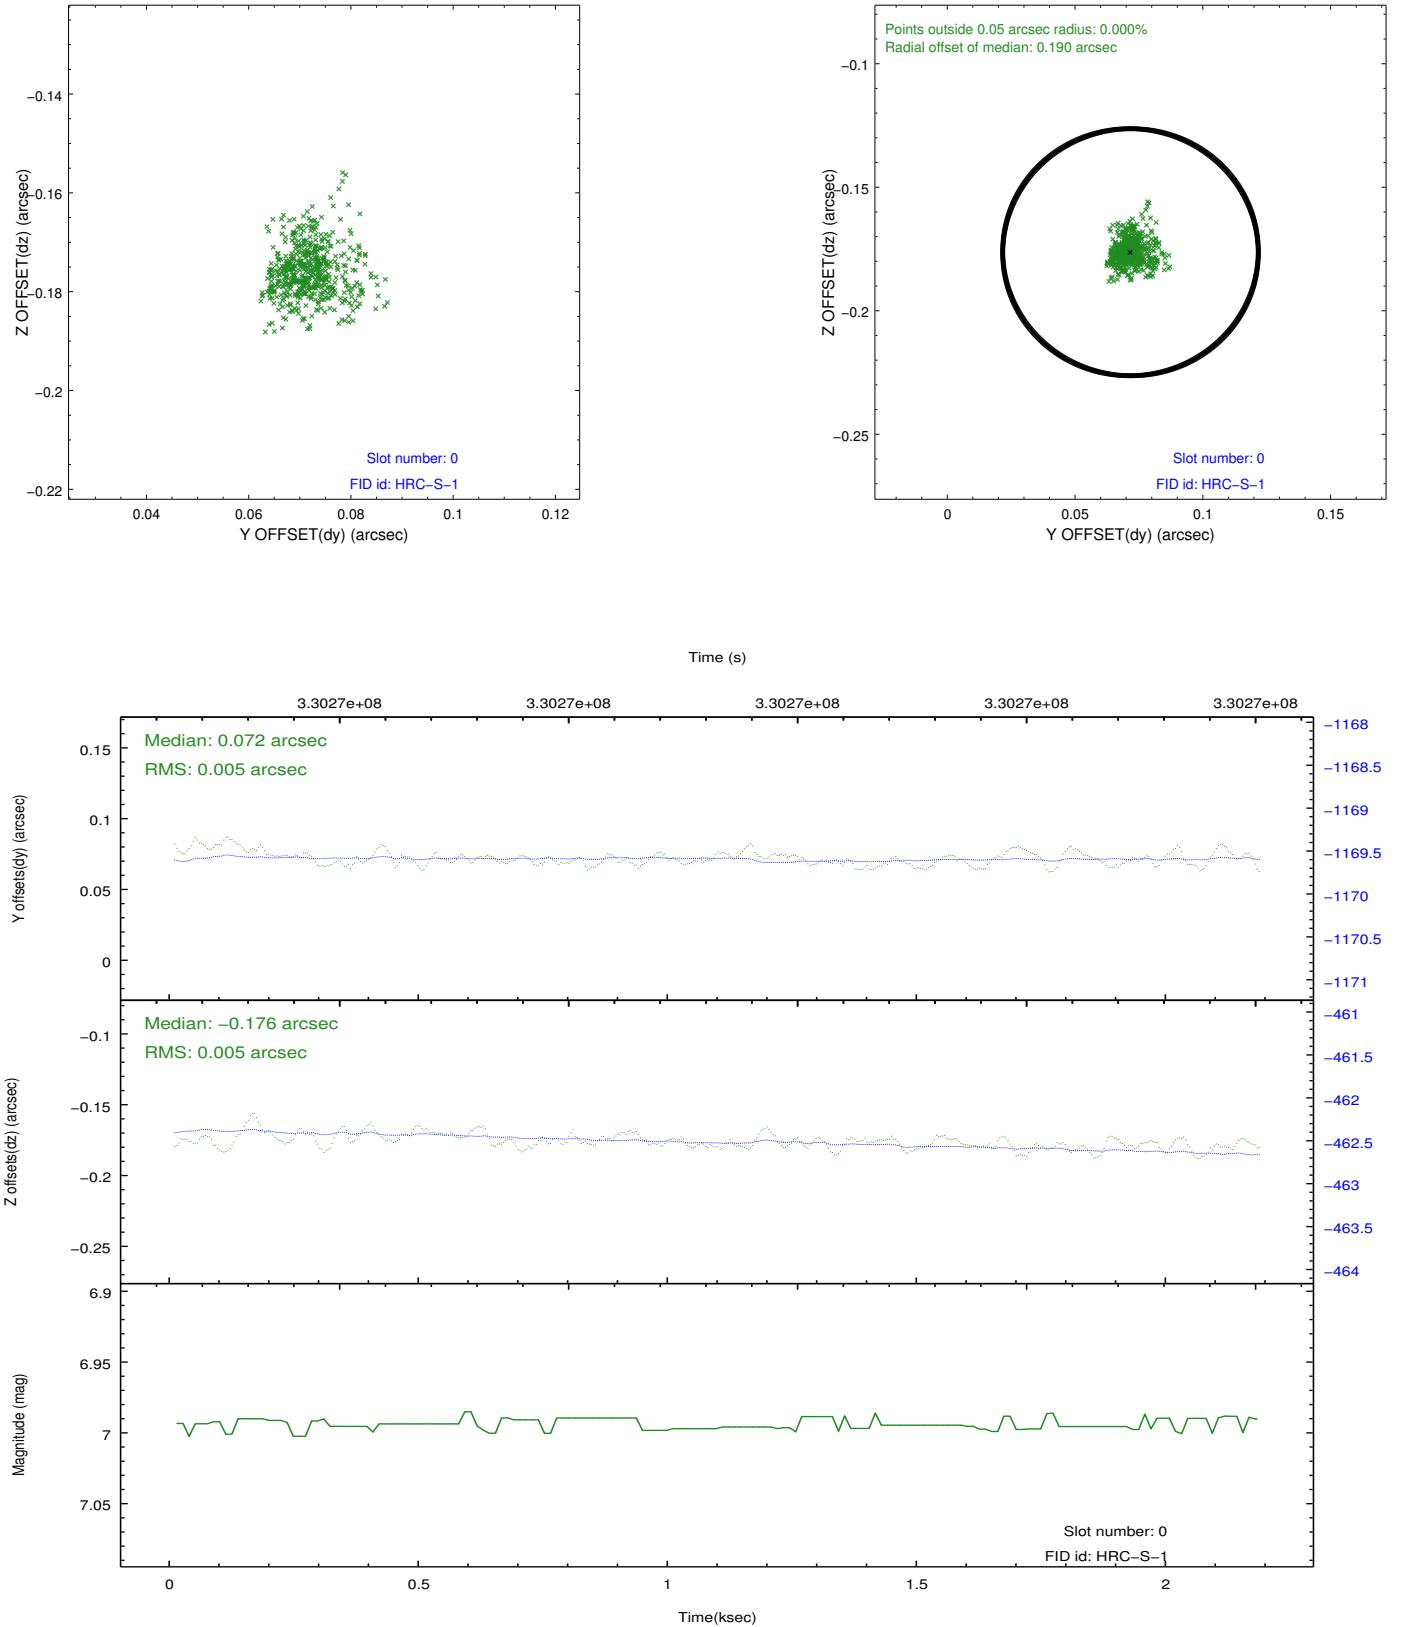 −0.14
−0.16
−0.18
−0.2
−0.22
Z OFFSET(dz) (arcsec)
Slot number: 0
FID id: HRC−S−1
0.04 0.06 0.08 0.1 0.12
Y OFFSET(dy) (arcsec)
Points outside 0.05 arcsec radius: 0.000%
Radial offset of median: 0.190 arcsec
−0.1
−0.15
−0.2
−0.25
Z OFFSET(dz) (arcsec)
Slot number: 0
FID id: HRC−S−1
0 0.05 0.1 0.15
Y OFFSET(dy) (arcsec)
Time (s)
3.3027e+08 3.3027e+08 3.3027e+08 3.3027e+08 3.3027e+08
Median: 0.072 arcsec
RMS: 0.005 arcsec
0.15
0.1
0.05
0
Y offsets(dy) (arcsec)
−1168
−1168.5
−1169
−1169.5
−1170
−1170.5
−1171
Median: −0.176 arcsec
RMS: 0.005 arcsec
−0.1
−0.15
−0.2
−0.25
Z offsets(dz) (arcsec)
−461
−461.5
−462
−462.5
−463
−463.5
−464
6.9
6.95
7
7.05
Magnitude (mag)
Slot number: 0
FID id: HRC−S−1
0 0.5 1 1.5 2
Time(ksec)